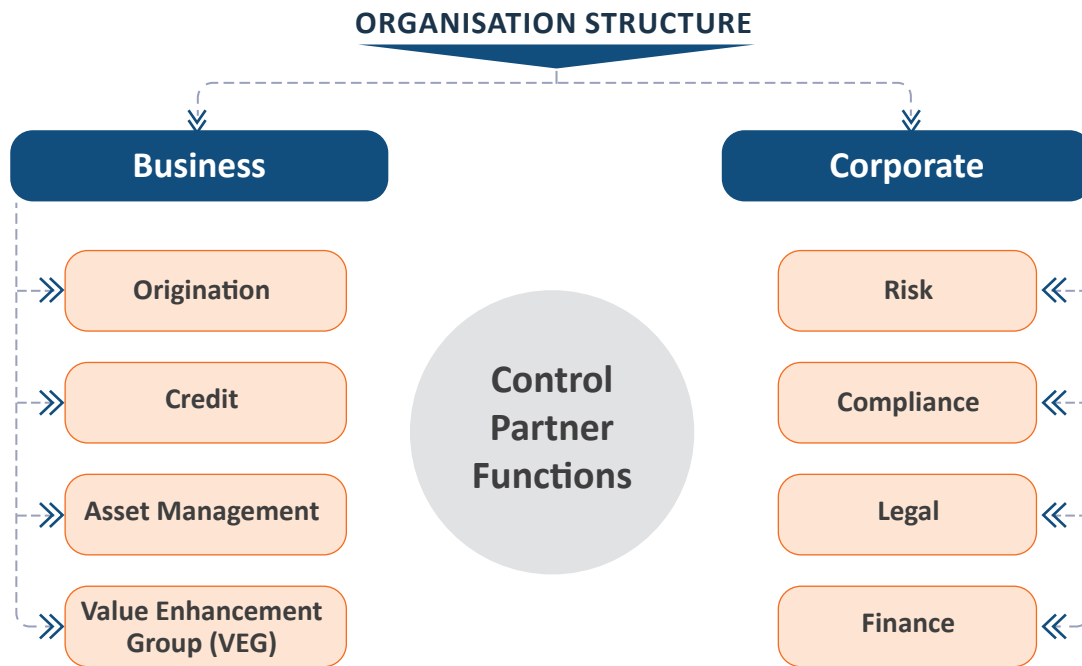 ORGANISATION STRUCTURE
Business
Origination
Credit
Asset Management
Value Enhancement
Group (VEG)
Control
Partner
Functions
Corporate
Risk
Compliance
Legal
Finance